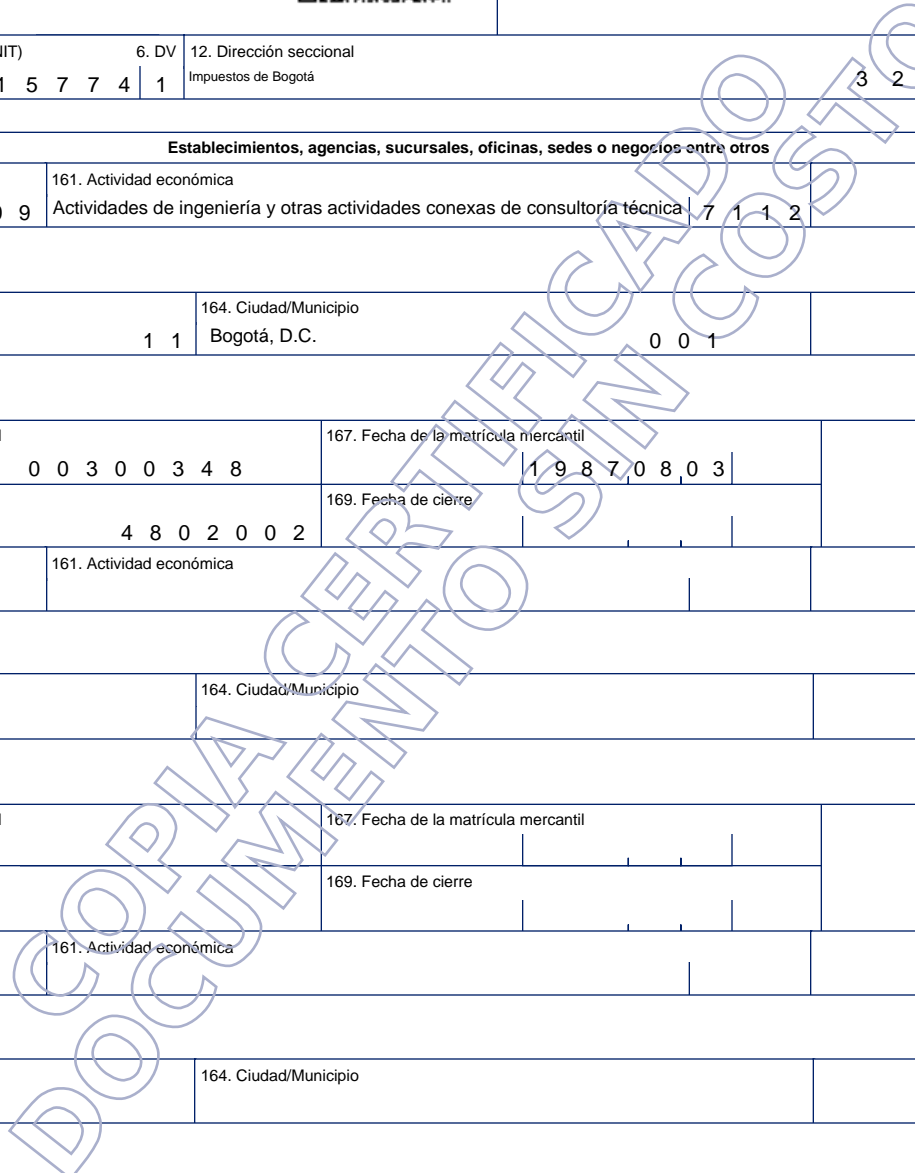 NIT) 6. DV 12. Dirección seccional
1 5 7 7 4 1 Impuestos de Bogotá 3 2
Establecimientos, agencias, sucursales, oficinas, sedes o negocios entre otros
161. Actividad económica
9 Actividades de ingeniería y otras actividades conexas de consultoría técnica 7 1 1 2
164. Ciudad/Municipio
1 1 Bogotá, D.C. 0 0 1
167. Fecha de la matrícula mercantil
0 0 3 0 0 3 4 8 1 9 8 7 0 8 0 3
169. Fecha de cierre
4 8 0 2 0 0 2
161. Actividad económica
164. Ciudad/Municipio
167. Fecha de la matrícula mercantil
169. Fecha de cierre
161. Actividad económica
164. Ciudad/Municipio
COPIA CERTIFICADO
DOCUMENTO SIN COSTO